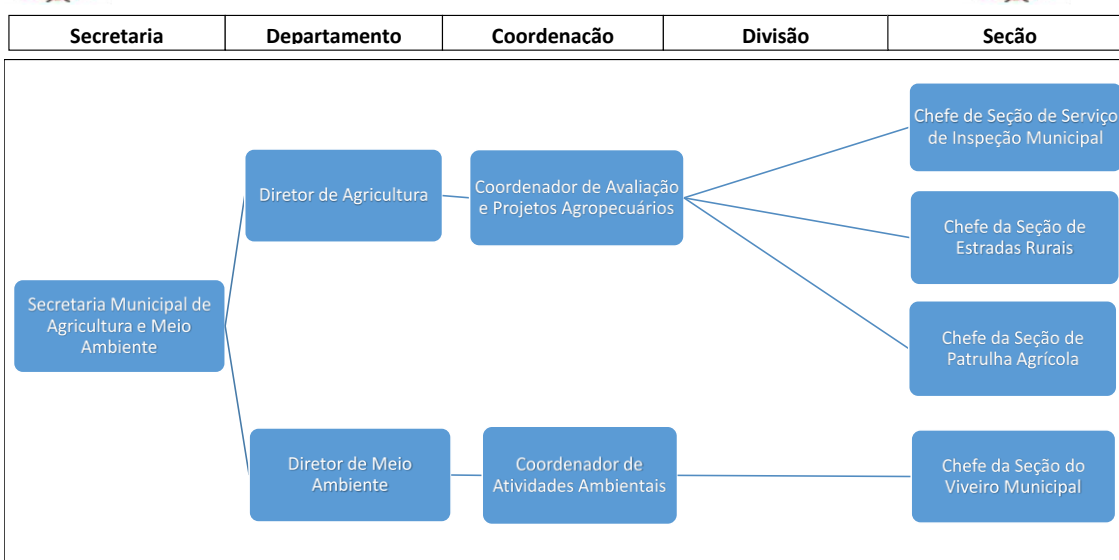 Secretaria Departamento Coordenação Divisão Seção
Chefe de Seção de Serviço
de Inspeção Municipal
Diretor de Agricultura
Coordenador de Avaliação
e Projetos Agropecuários
Chefe da Seção de
Estradas Rurais
Secretaria Municipal de
Agricultura e Meio
Ambiente
Chefe da Seção de
Patrulha Agrícola
Diretor de Meio
Ambiente
Coordenador de
Atividades Ambientais
Chefe da Seção do
Viveiro Municipal